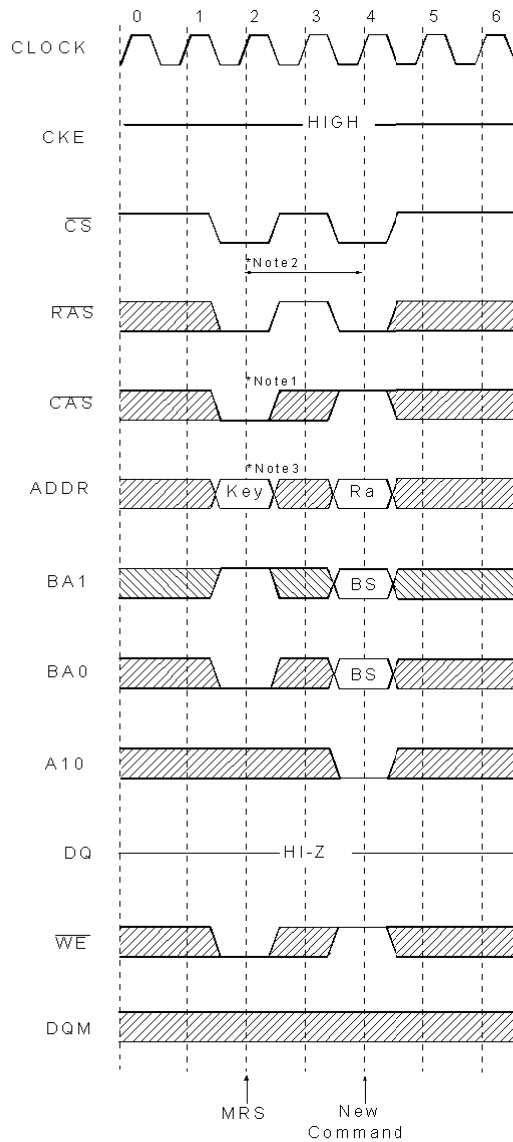 0 1 2 3 4 5 6
CLOCK
HIGH
CKE
CS
*Note2
RAS
*Note1
CAS
*Note3
ADDR Key Ra
BA1 BS
BA0 BS
A10
DQ HI-Z
WE
DQM
MRS New
Command